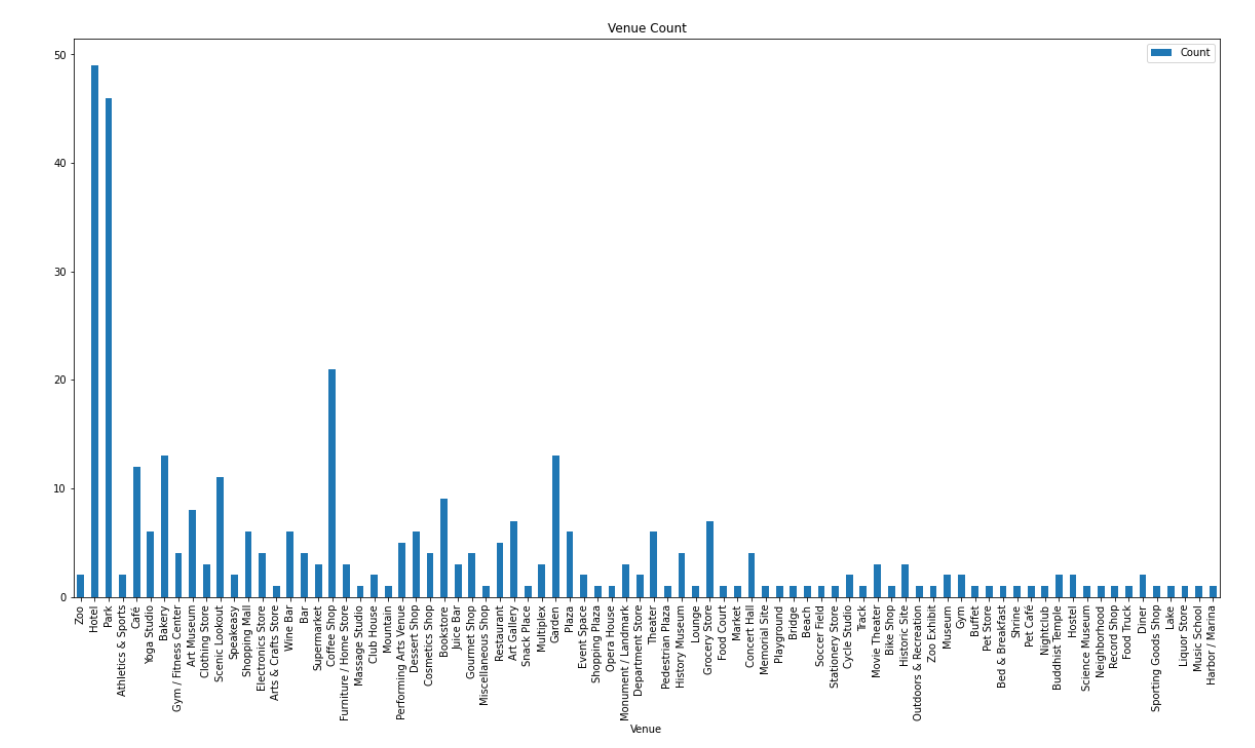 Venue Count
Count
50
40
30
20
10
0
Zoo
Hotel
Park
Athletics & Sports
Café
Yoga Studio
Bakery
Gym / Fitness Center
Art Museum
Clothing Store
Scenic Lookout
Speakeasy
Shopping Mall
Electronics Store
Arts & Crafts Store
Wine Bar
Bar
Supermarket
Coffee Shop
Furniture / Home Store
Massage Studio
Club House
Mountain
Performing Arts Venue
Dessert Shop
Cosmetics Shop
Bookstore
Juice Bar
Gourmet Shop
Miscellaneous Shop
Restaurant
Art Gallery
Snack Place
Multiplex
Garden
Plaza
Event Space
Shopping Plaza
Opera House
Monument / Landmark
Department Store
Theater
Pedestrian Plaza
History Museum
Lounge
Grocery Store
Food Court
Market
Concert Hall
Memorial Site
Playground
Bridge
Beach
Soccer Field
Stationery Store
Cycle Studio
Track
Movie Theater
Bike Shop
Historic Site
Outdoors & Recreation
Zoo Exhibit
Museum
Gym
Buffet
Pet Store
Bed & Breakfast
Shrine
Pet Café
Nightclub
Buddhist Temple
Hostel
Science Museum
Neighborhood
Record Shop
Food Truck
Diner
Sporting Goods Shop
Lake
Liquor Store
Music School
Harbor / Marina
Venue